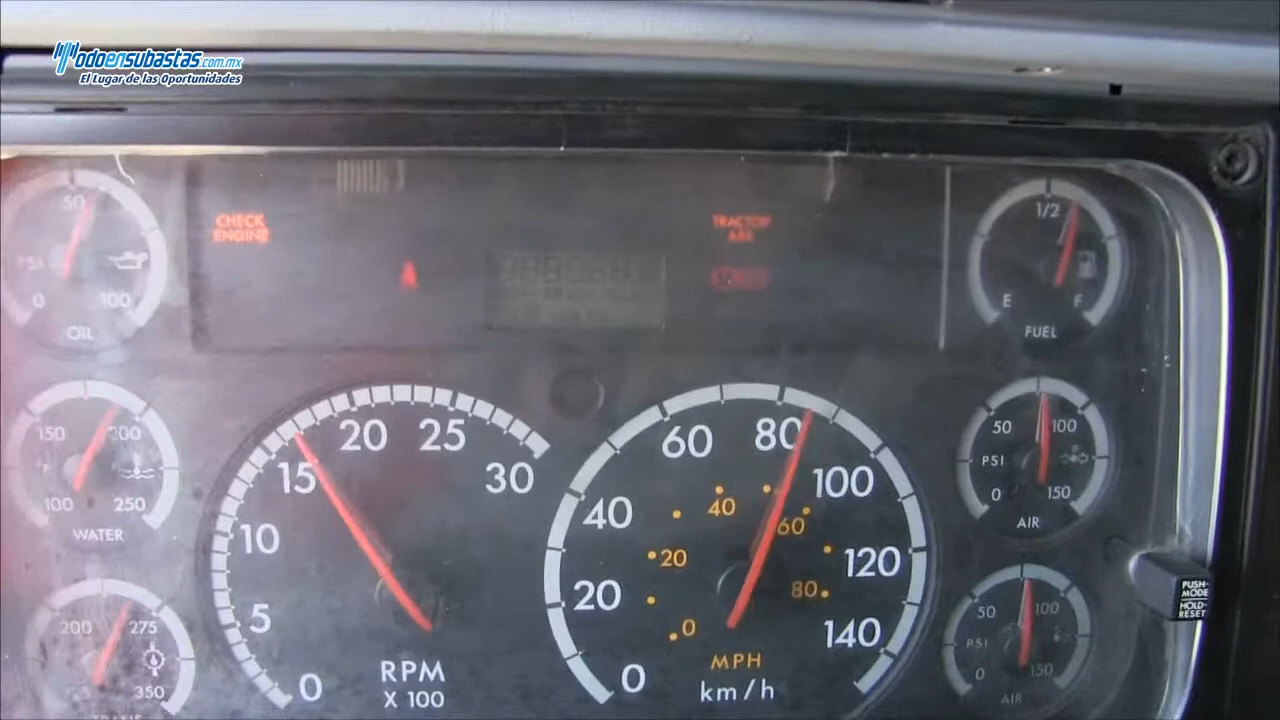 Todoensubastas.com.mx
El Lugar de las Oportunidades
50
PSI
0 100
OIL
CHECK
ENGINE
TRACTOR
ABS
1/2
E F
FUEL
150 200
°F
100 250
WATER
0 5 10 15 20 25 30
RPM
X 100
0 20 40 60 80 100 120 140
0 20 40 60 80
MPH
km/h
50 100
PSI
0 150
AIR
200 275
350
TRANS
50 100
PSI
0 150
AIR
PUSH-
MODE
HOLD-
RESET